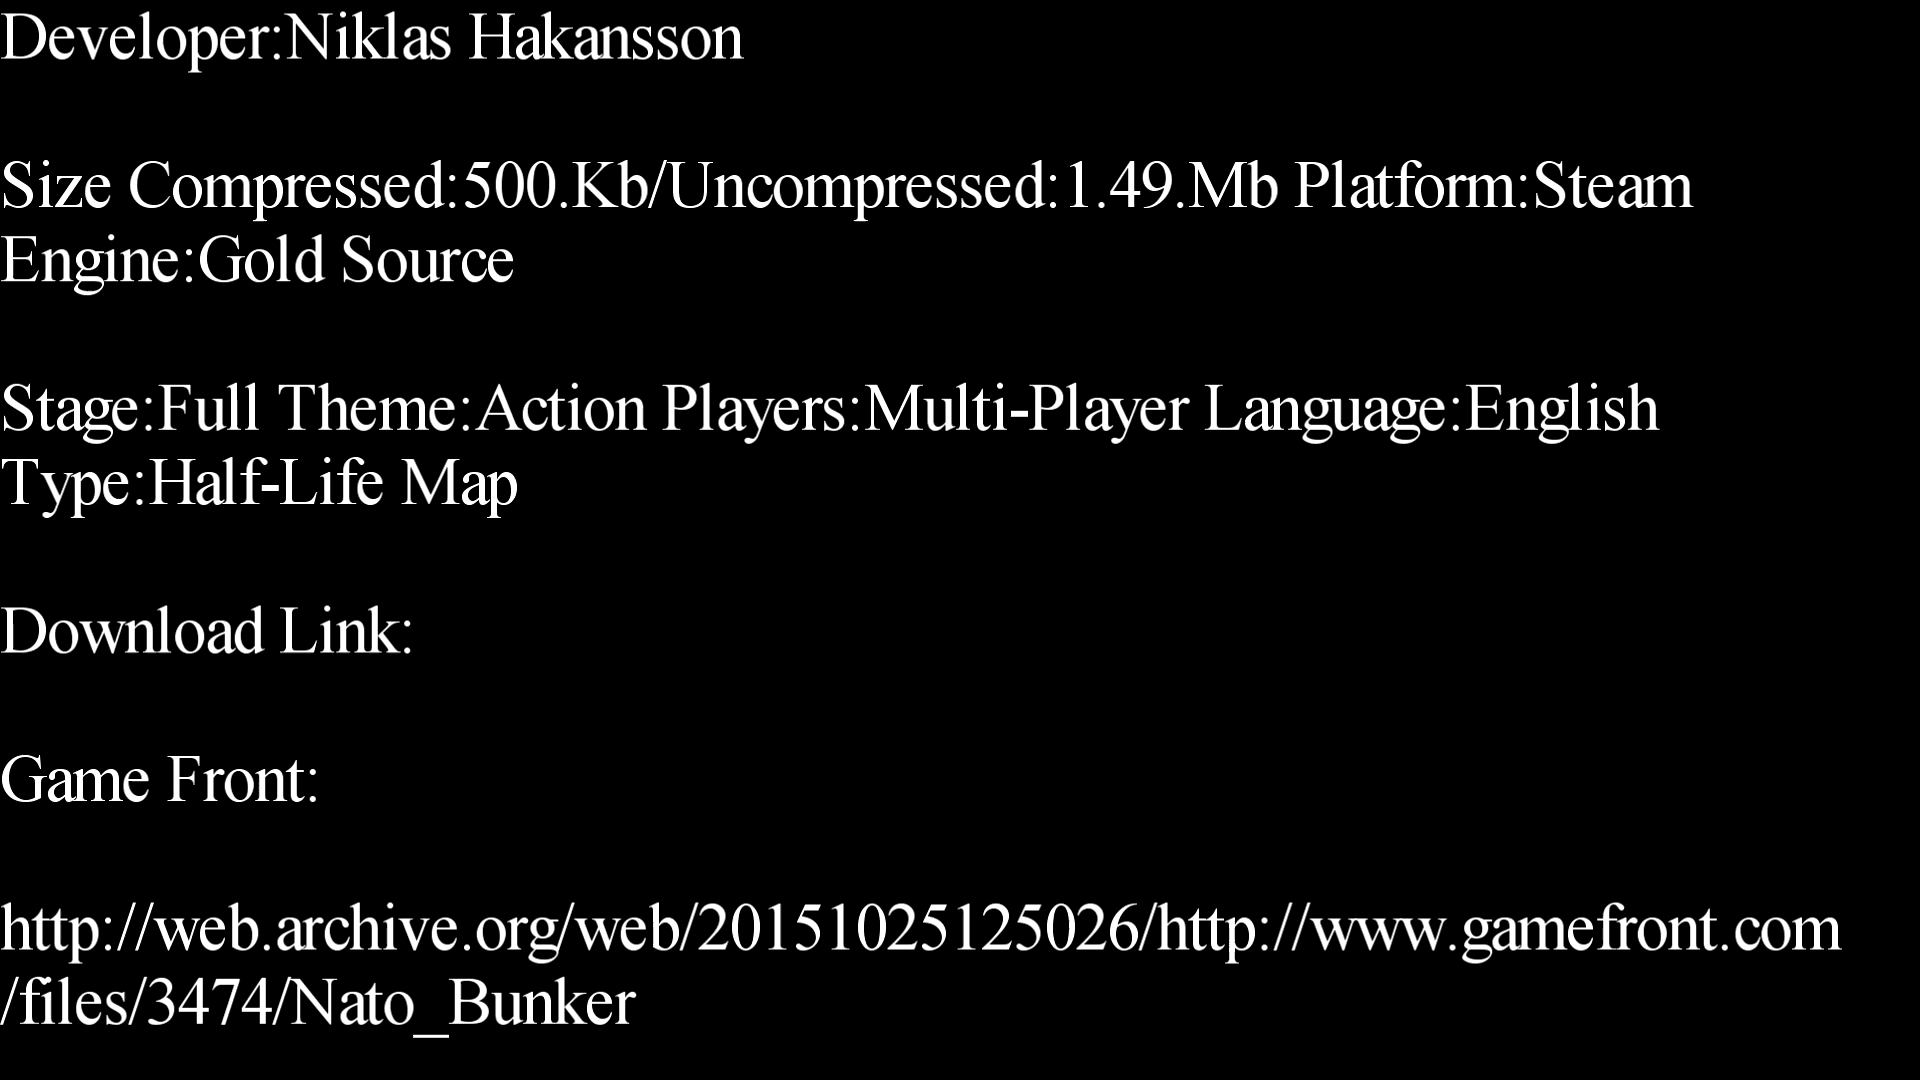 Developer:Niklas Hakansson
Size Compressed:500.Kb/Uncompressed:1.49.Mb Platform:Steam
Engine:Gold Source
Stage:Full Theme:Action Players:Multi-Player Language:English
Type:Half-Life Map
Download Link:
Game Front:
http://web.archive.org/web/20151025125026/http://www.gamefront.com
/files/3474/Nato_Bunker